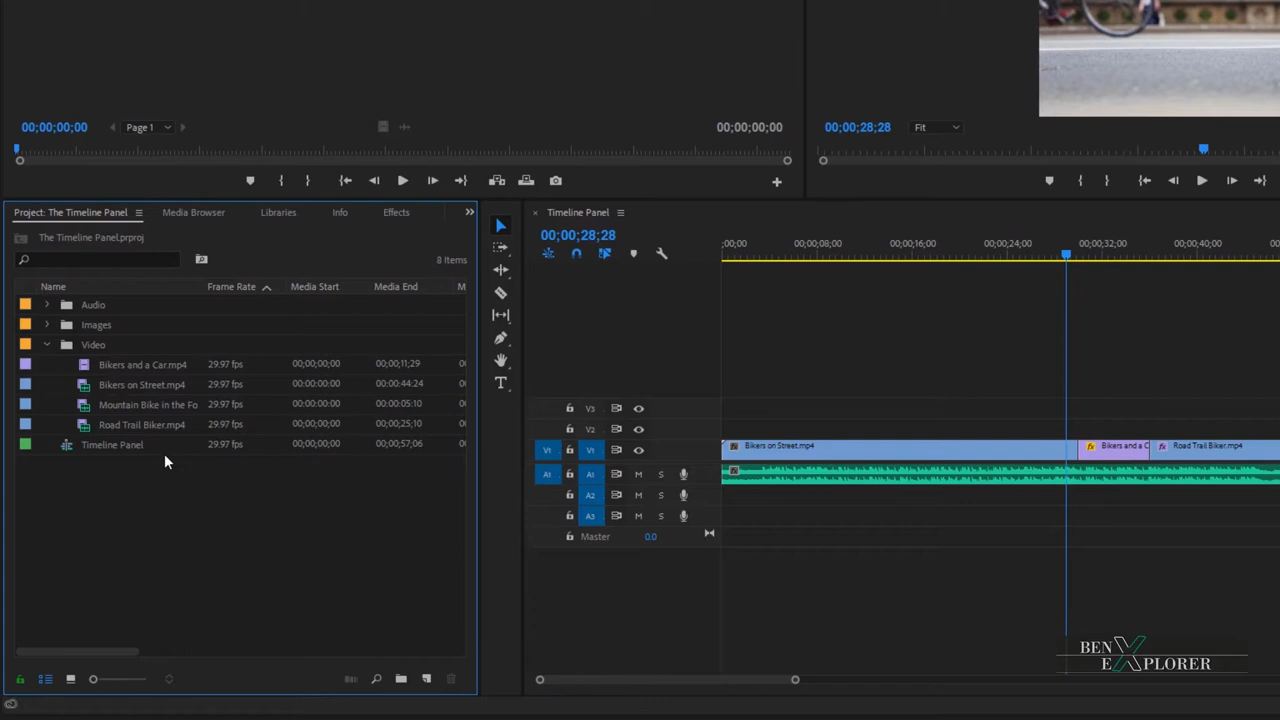 00;00;00;00 Page 1 00;00;00;00 00;00;28;28 Fit
Project: The Timeline Panel Media Browser Libraries Info Effects
The Timeline Panel.prproj
8 Items
Name Frame Rate Media Start Media End M
Audio
Images
Video
Bikers and a Car.mp4 29.97 fps 00;00;00;00 00;00;11;29
Bikers on Street.mp4 29.97 fps 00:00:00:00 00:00:44:24
Mountain Bike in the Fo 29.97 fps 00:00:00:00 00:00:05:10
Road Trail Biker.mp4 29.97 fps 00;00;00;00 00;00;25;10
Timeline Panel 29.97 fps 00;00;00;00 00;00;57;06
Timeline Panel
00;00;28;28
;00;00 00;00;08;00 00;00;16;00 00;00;24;00 00;00;32;00 00;00;40;00
V3
V2
V1 V1 fx Bikers on Street.mp4 fx Bikers and a C fx Road Trail Biker.mp4
A1 A1 M S fx
A2 M S
A3 M S
Master 0.0
T
BEN
EXPLORER